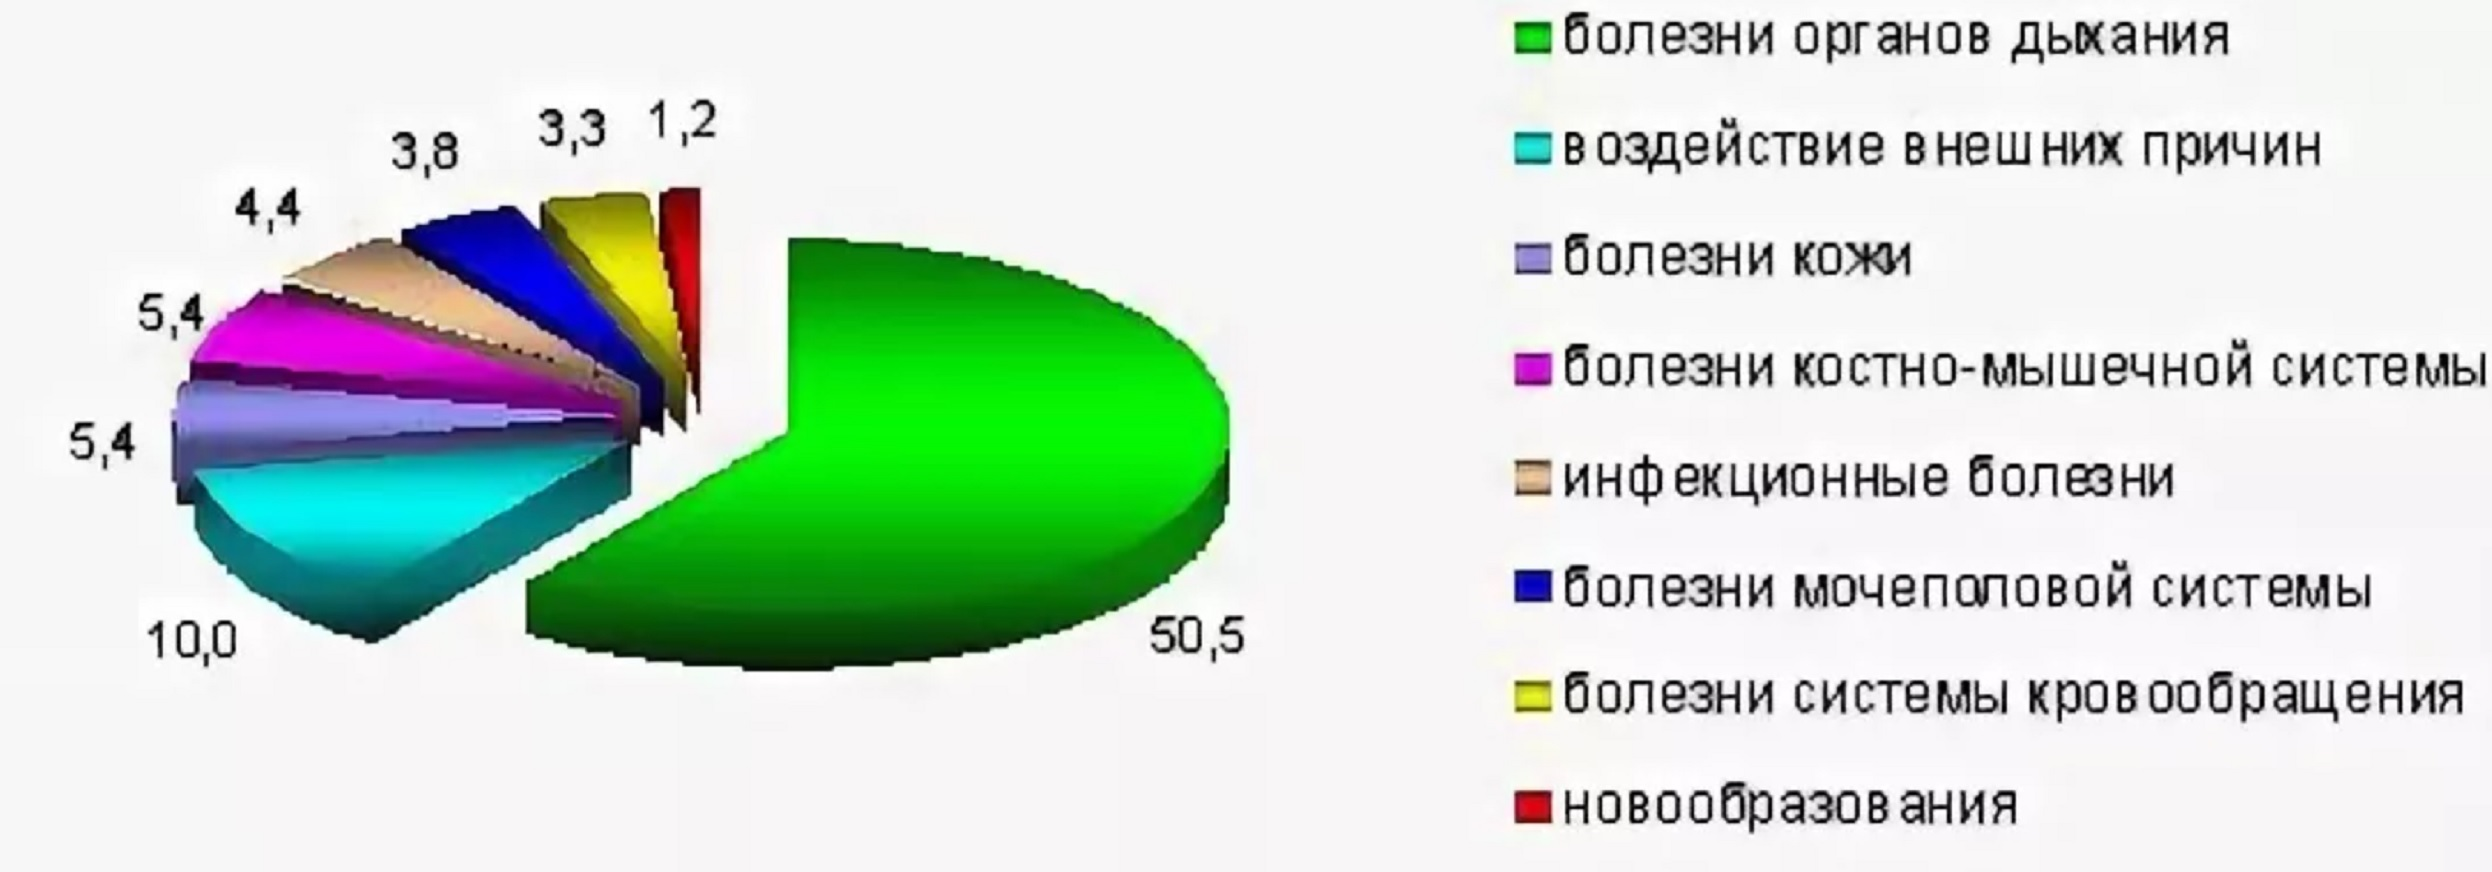 1,2
3,3
3,8
4,4
5,4
5,4
10,0
50,5
болезни органов дыхания
воздействие внешних причин
болезни кожи
болезни костно-мышечной системы
инфекционные болезни
болезни мочеполовой системы
болезни системы кровообращения
новообразования